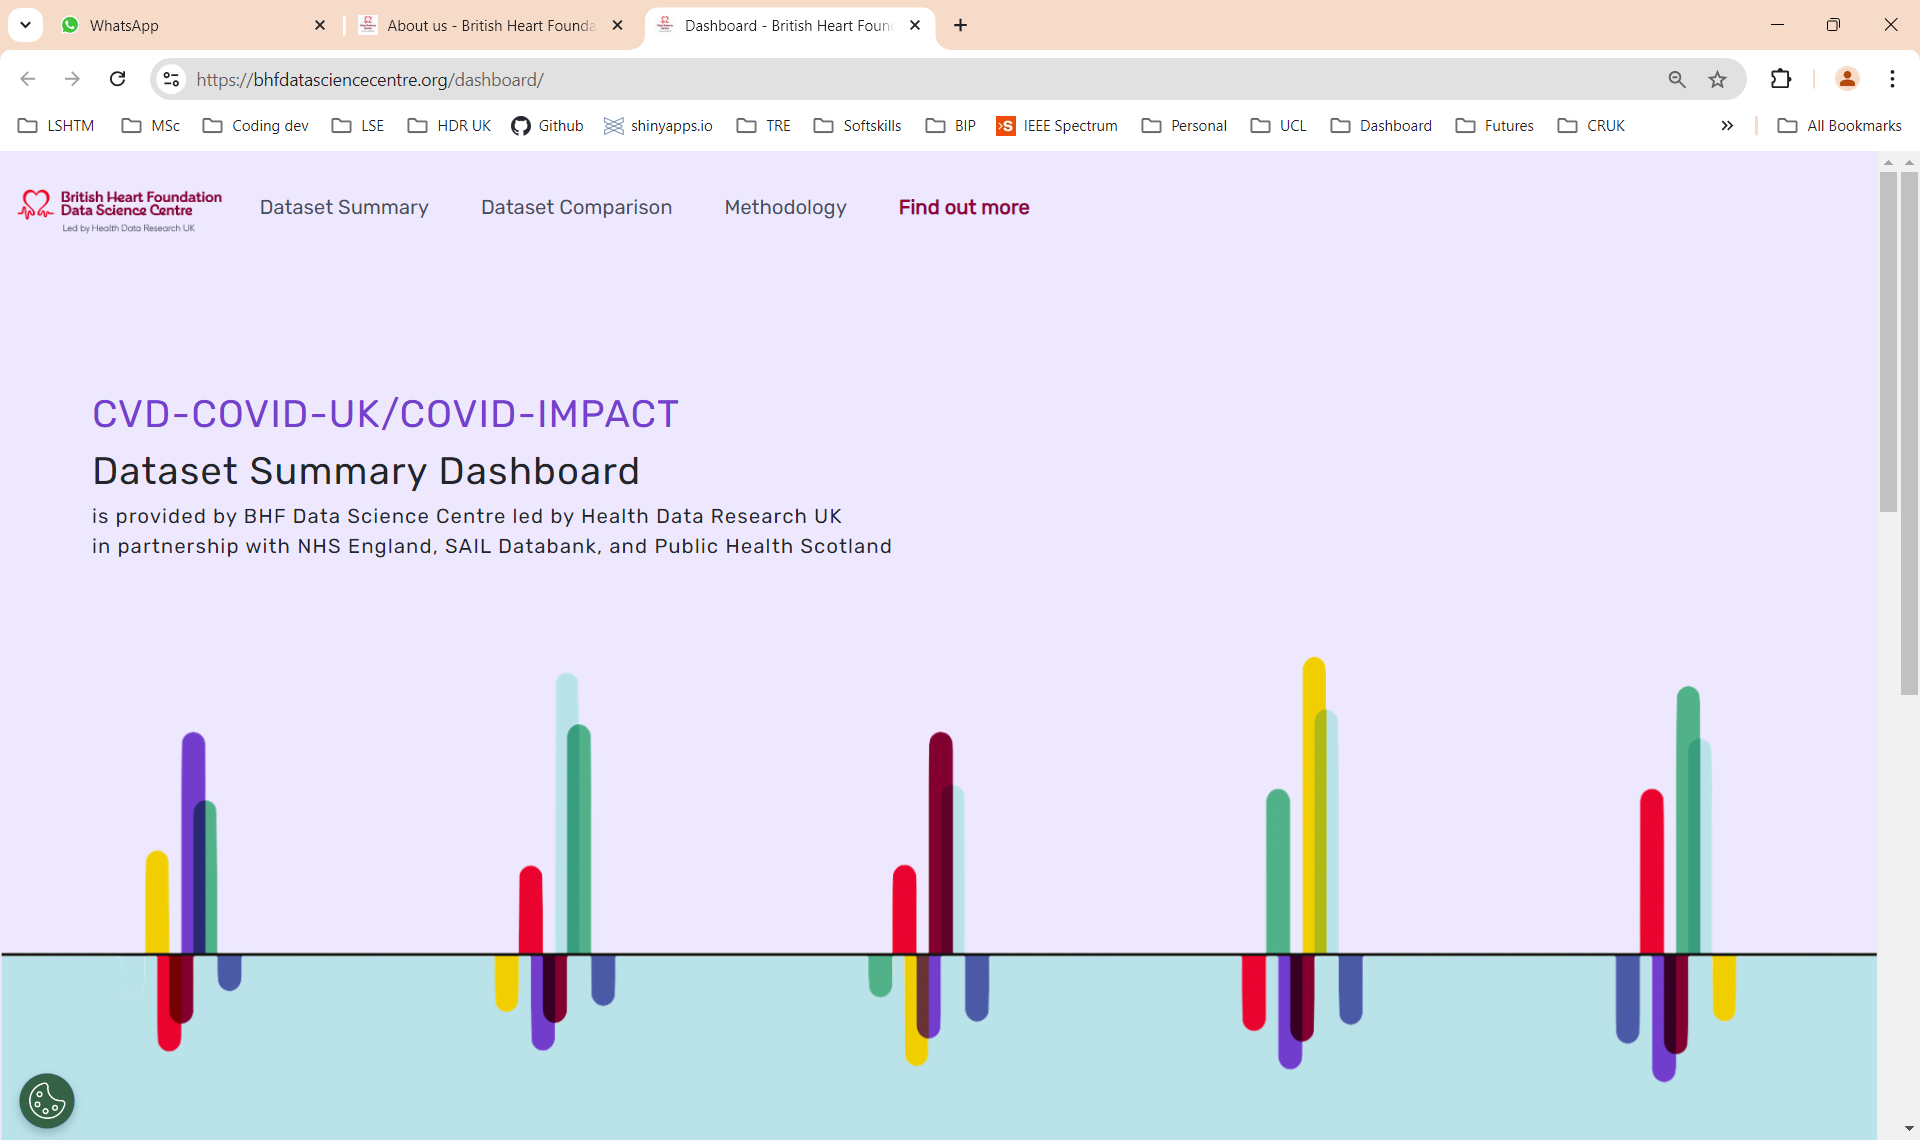 WhatsApp
About us - British Heart Founda
Dashboard - British Heart Foun
https://bhfdatasciencecentre.org/dashboard/
LSHTM
MSc
Coding dev
LSE
HDR UK
Github
shinyapps.io
TRE
Softskills
BIP
IEEE Spectrum
Personal
UCL
Dashboard
Futures
CRUK
All Bookmarks
British Heart Foundation
Data Science Centre
Led by Health Data Research UK
Dataset Summary
Dataset Comparison
Methodology
Find out more
CVD-COVID-UK/COVID-IMPACT
Dataset Summary Dashboard
is provided by BHF Data Science Centre led by Health Data Research UK
in partnership with NHS England, SAIL Databank, and Public Health Scotland